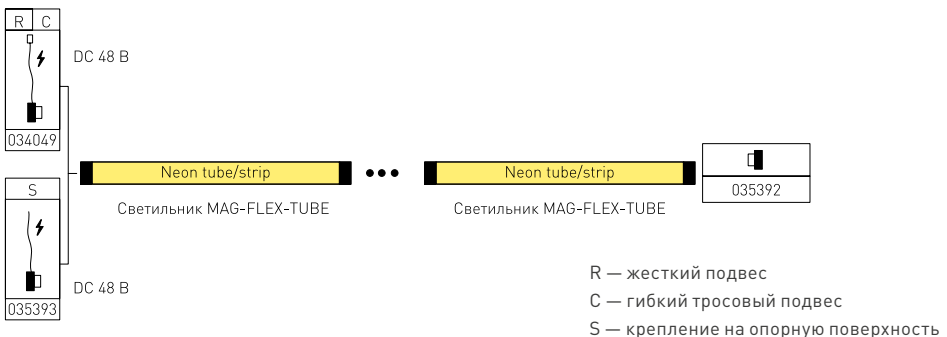 R C
DC 48 В
034049
Neon tube/strip
Neon tube/strip
Светильник MAG-FLEX-TUBE
Светильник MAG-FLEX-TUBE
035392
S
DC 48 В
035393
R — жесткий подвес
C — гибкий тросовый подвес
S — крепление на опорную поверхность